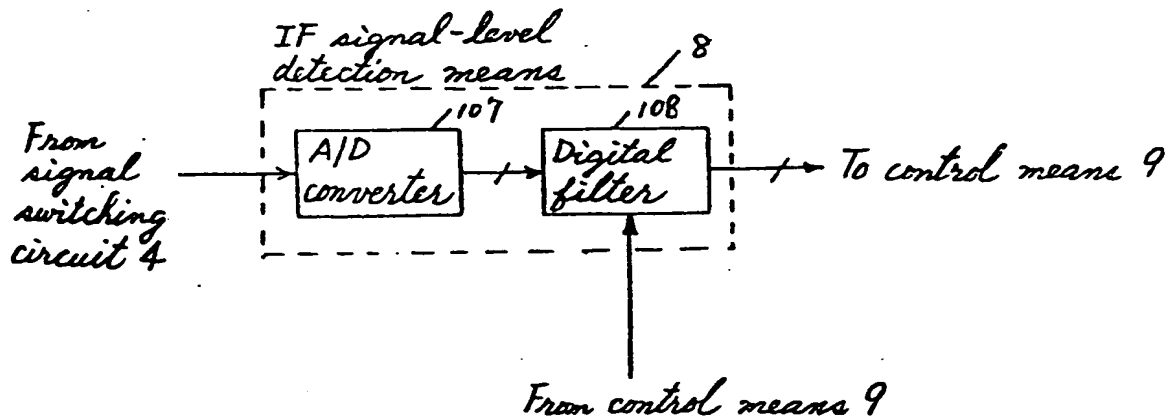 IF signal-level
detection means
8
107
108
From
signal
switching
circuit 4
A/D
converter
Digital
filter
To control means 9
From control means 9